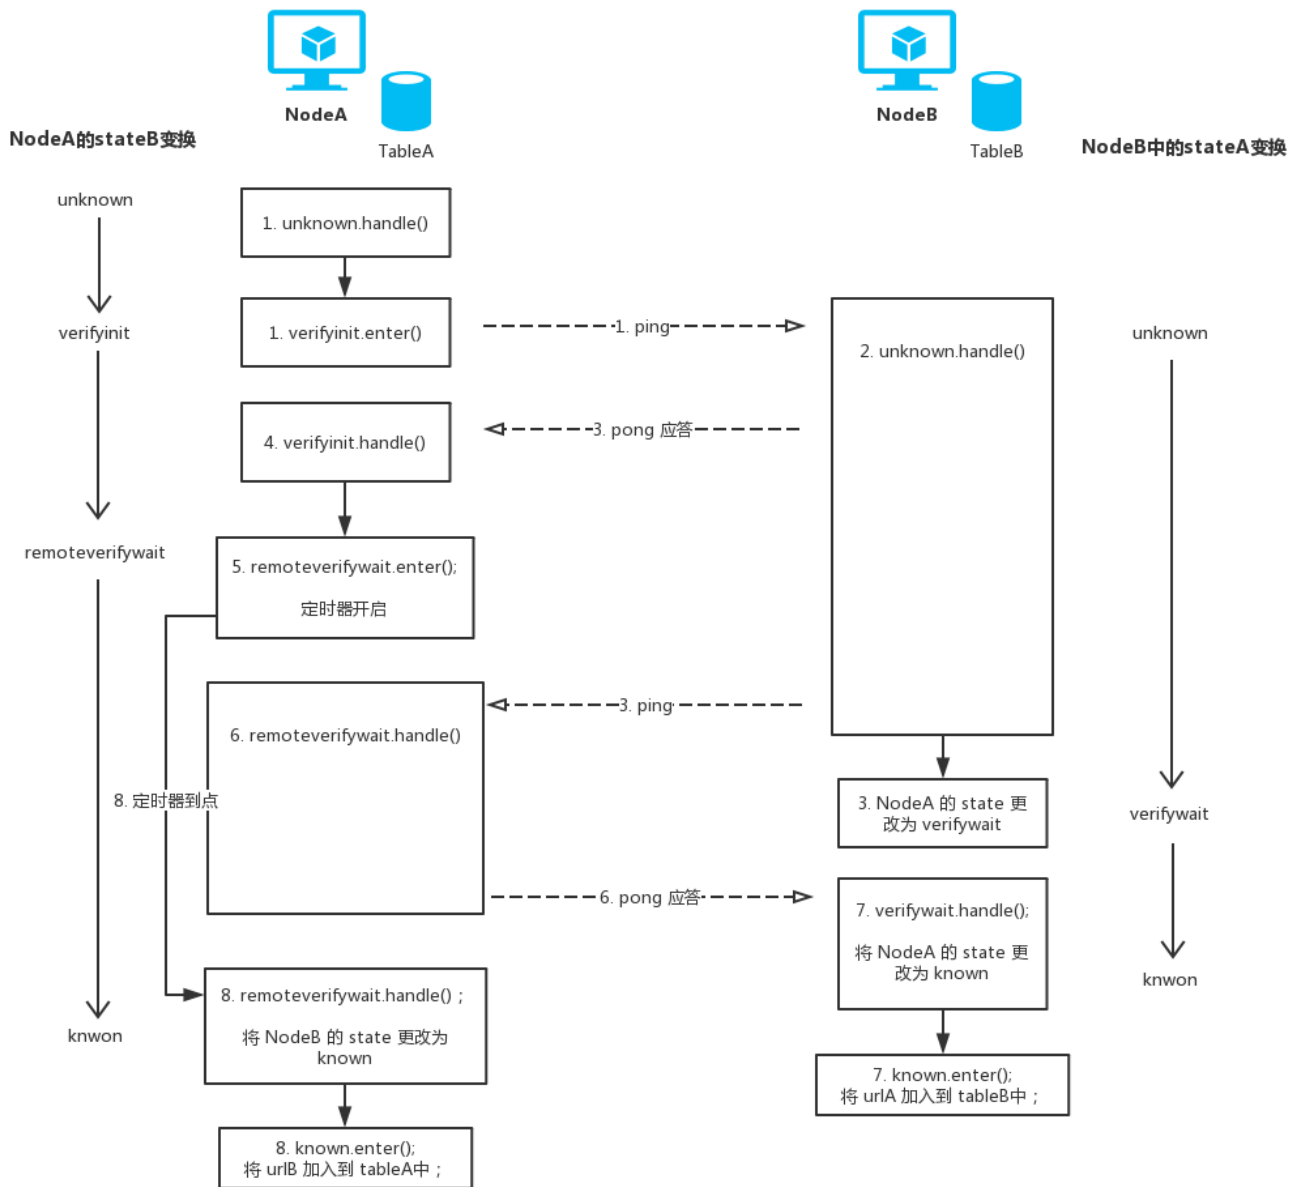 NodeA
NodeB
TableA
TableB
NodeA的stateB变换
NodeB中的stateA变换
unknown
1. unknown.handle()
verifyinit
1. verifyinit.enter()
1. ping
2. unknown.handle()
unknown
4. verifyinit.handle()
3. pong 应答
remoteverifywait
5. remoteverifywait.enter();
定时器开启
6. remoteverifywait.handle()
3. ping
8. 定时器到点
3. NodeA 的 state 更
改为 verifywait
verifywait
6. pong 应答
7. verifywait.handle();
将 NodeA 的 state 更
改为 known
knwon
8. remoteverifywait.handle() ;
将 NodeB 的 state 更改为
known
knwon
7. known.enter();
将 urlA 加入到 tableB中 ;
8. known.enter();
将 urlB 加入到 tableA中 ;